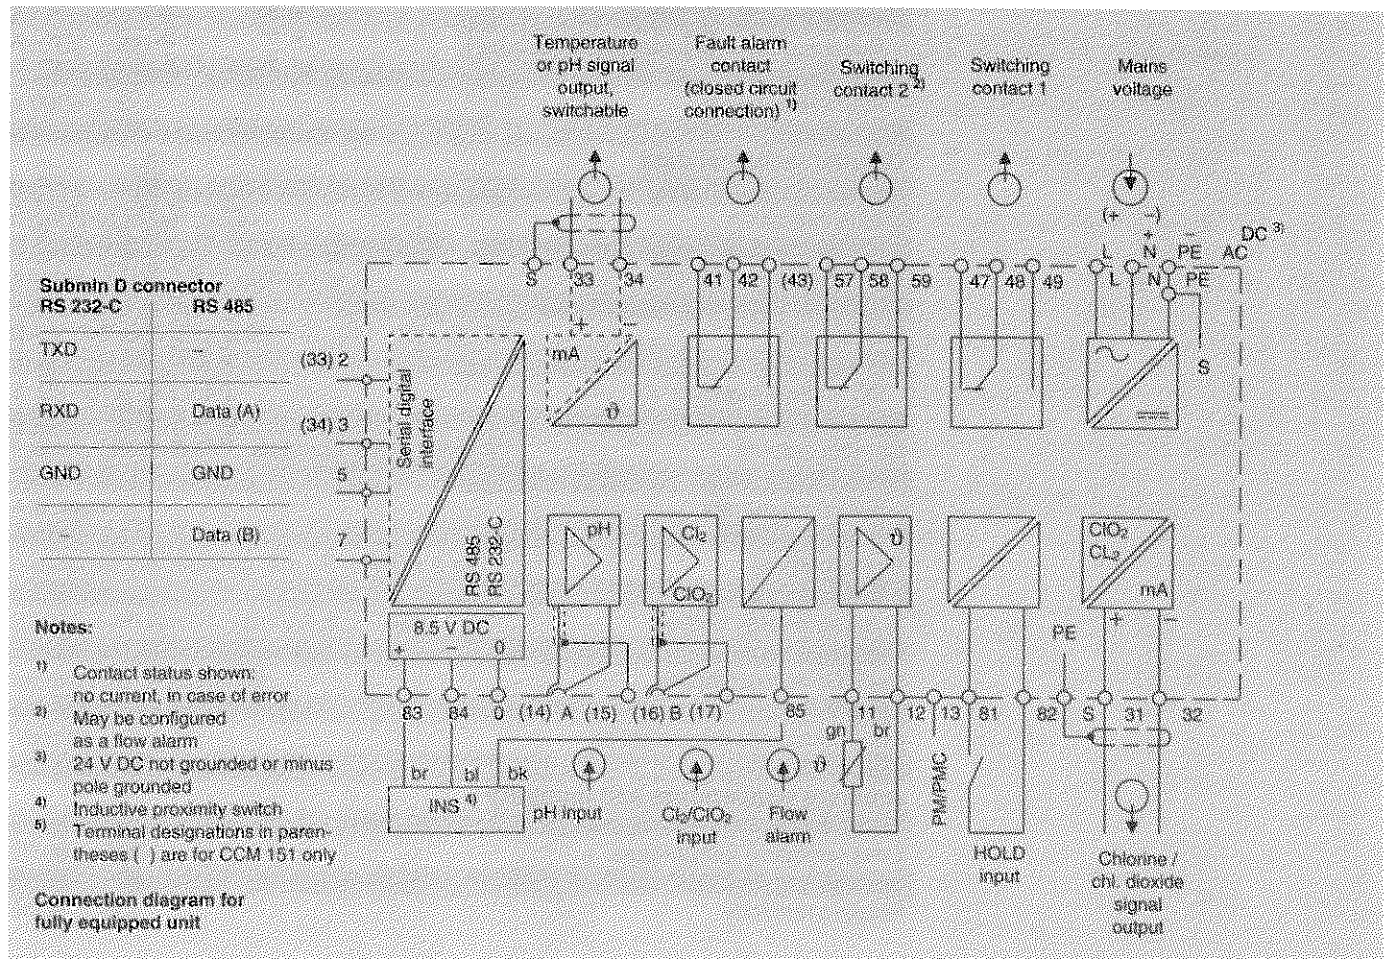 Temperature
or pH signal
output,
switchable
Fault alarm
contact
(closed circuit
connection) 1)
Switching
contact 2 2)
Switching
contact 1
Mains
voltage
(+ –)
+ –
L N PE AC DC 3)
S 33 34 41 42 (43) 57 58 59 47 48 49 L N PE
S
Submin D connector
RS 232-C RS 485
TXD – (33) 2
RXD Data (A) (34) 3
GND GND 5
– Data (B) 7
Serial digital
interface
RS 485
RS 232-C
+ –
mA
ϑ
pH
Cl₂
ClO₂
ϑ
ClO₂
CL₂
mA
8.5 V DC
+ – 0
PE
+ –
83 84 0 (14) A (15) (16) B (17) 85 11 12 13 81 82 S 31 32
br bl bk
INS 4)
pH input
Cl₂/ClO₂
input
Flow
alarm
gn br
ϑ
PM/PMC
HOLD
input
Chlorine /
chl. dioxide
signal
output
Notes:
1) Contact status shown:
no current, in case of error
2) May be configured
as a flow alarm
3) 24 V DC not grounded or minus
pole grounded
4) Inductive proximity switch
5) Terminal designations in paren-
theses ( ) are for CCM 151 only
Connection diagram for
fully equipped unit